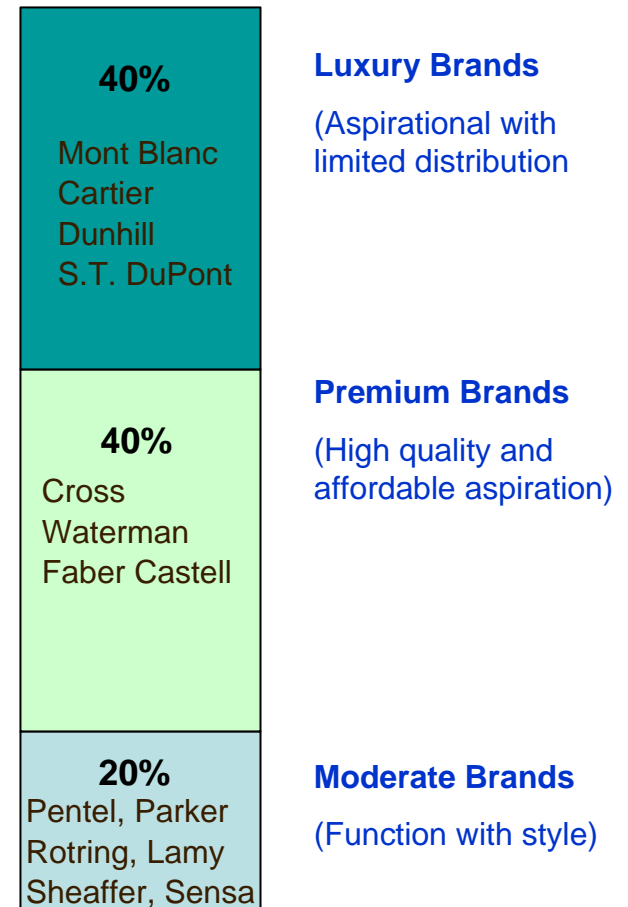 40%
Mont Blanc
Cartier
Dunhill
S.T. DuPont
Luxury Brands
(Aspirational with
limited distribution
40%
Cross
Waterman
Faber Castell
Premium Brands
(High quality and
affordable aspiration)
20%
Pentel, Parker
Rotring, Lamy
Sheaffer, Sensa
Moderate Brands
(Function with style)